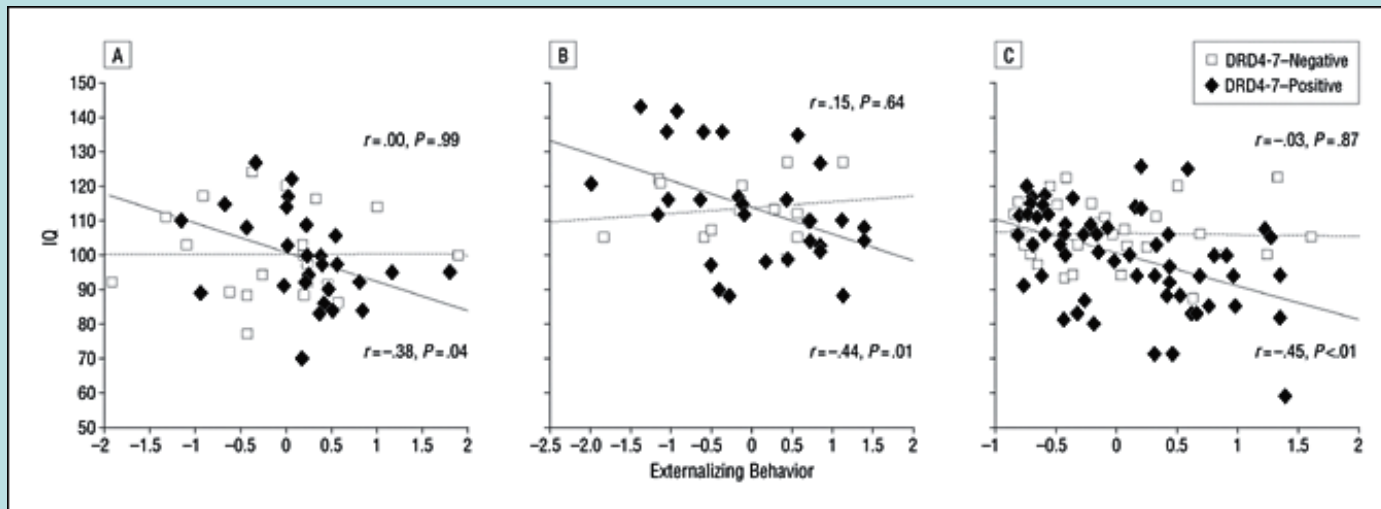 A
B
C
DRD4-7–Negative
DRD4-7–Positive
150
140
130
120
110
100
90
80
70
60
50
IQ
r=.00, P=.99
r=.15, P=.64
r=–.03, P=.87
r=–.38, P=.04
r=–.44, P=.01
r=–.45, P<.01
–2 –1.5 –1 –0.5 0 0.5 1 1.5 2
–2.5 –2 –1.5 –1 –0.5 0 0.5 1 1.5 2
–1 –0.5 0 0.5 1 1.5 2
Externalizing Behavior